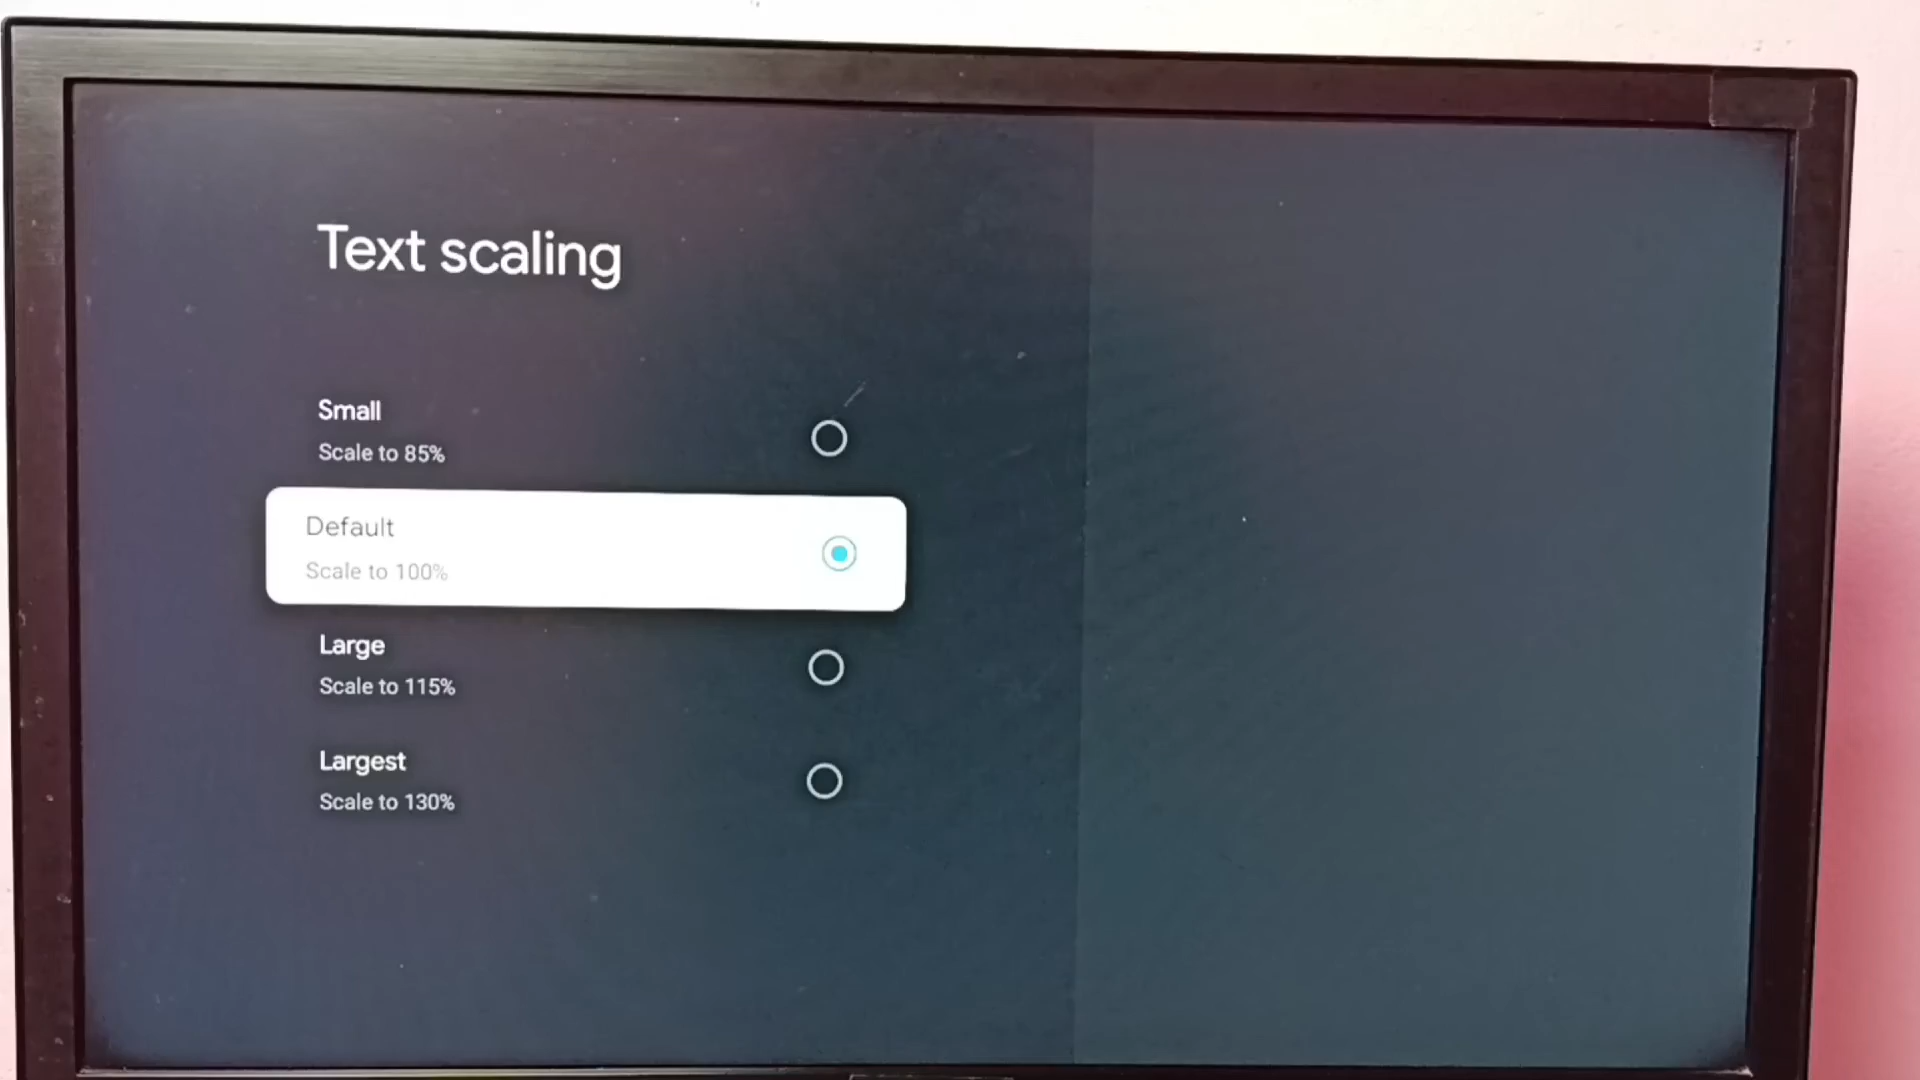 Text scaling
Small
Scale to 85%
Default
Scale to 100%
Large
Scale to 115%
Largest
Scale to 130%